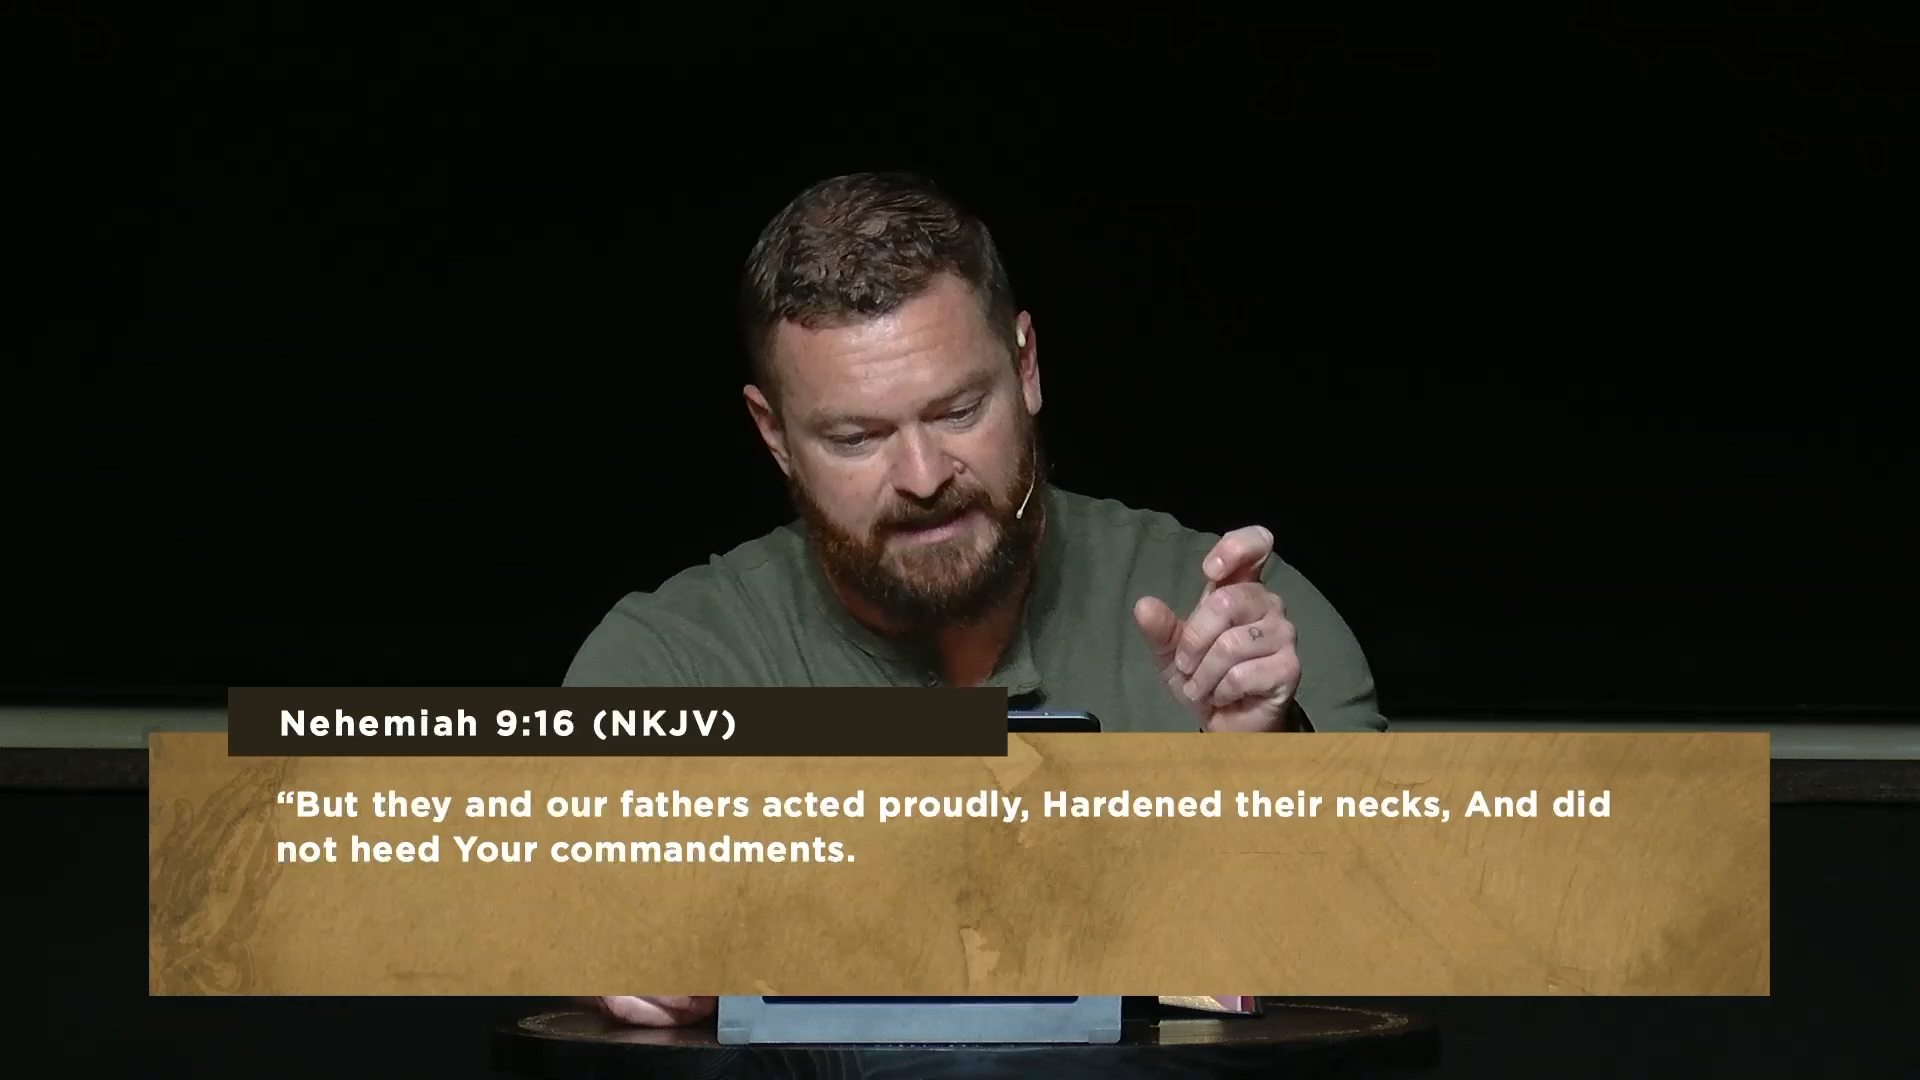 Nehemiah 9:16 (NKJV)
“But they and our fathers acted proudly, Hardened their necks, And did
not heed Your commandments.